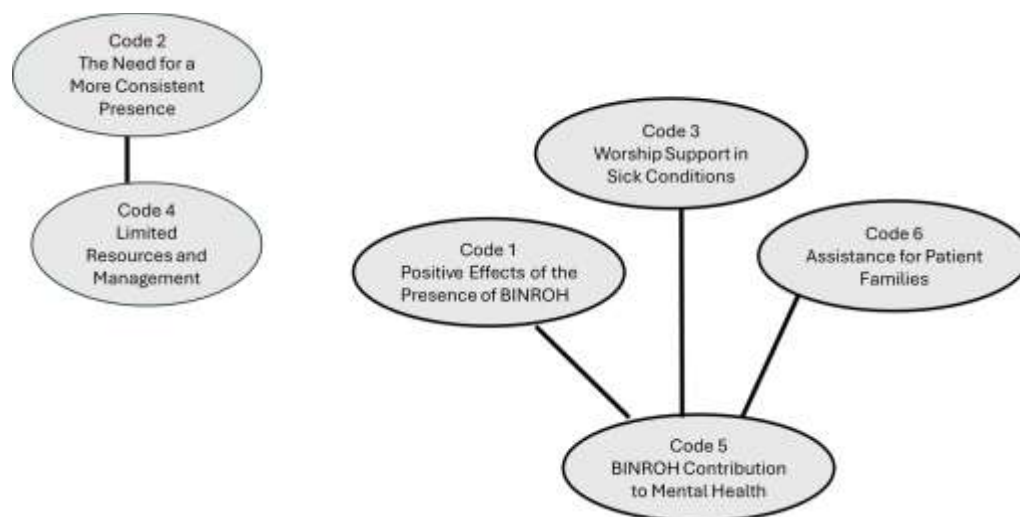 Code 2
The Need for a
More Consistent
Presence
Code 4
Limited
Resources and
Management
Code 3
Worship Support in
Sick Conditions
Code 1
Positive Effects of the
Presence of BINROH
Code 6
Assistance for Patient
Families
Code 5
BINROH Contribution
to Mental Health